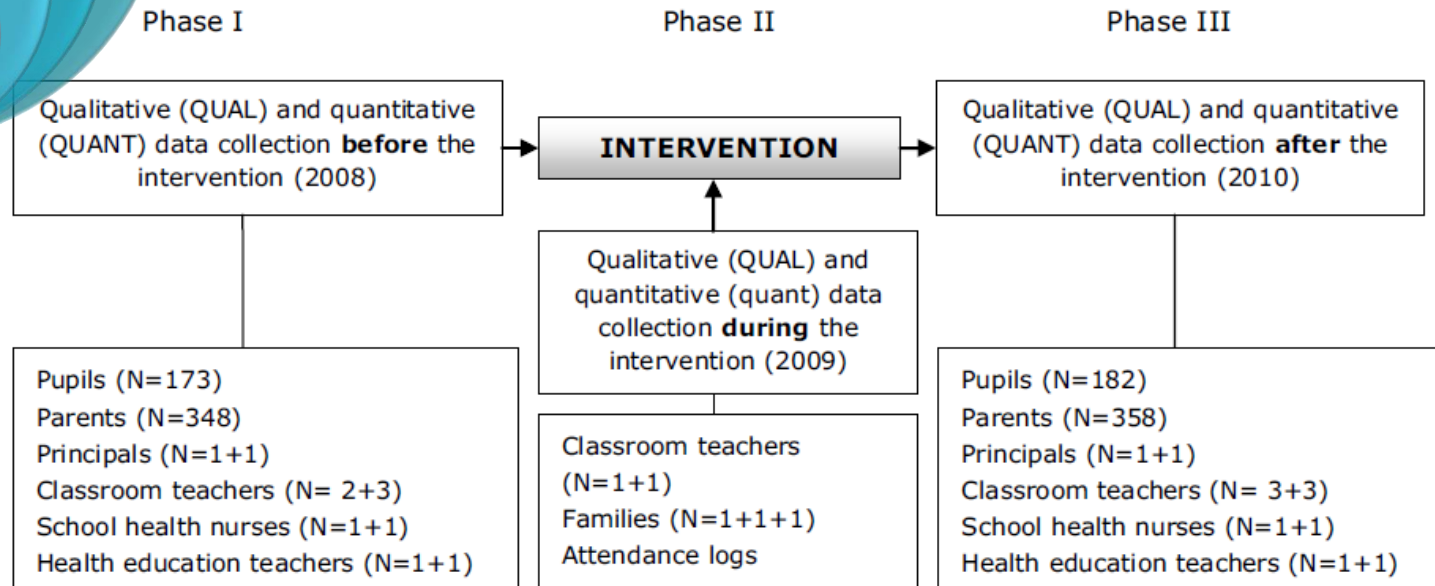 Phase I
Phase II
Phase III
Qualitative (QUAL) and quantitative
(QUANT) data collection before the
intervention (2008)
INTERVENTION
Qualitative (QUAL) and quantitative
(QUANT) data collection after the
intervention (2010)
Qualitative (QUAL) and
quantitative (quant) data
collection during the
intervention (2009)
Pupils (N=173)
Parents (N=348)
Principals (N=1+1)
Classroom teachers (N= 2+3)
School health nurses (N=1+1)
Health education teachers (N=1+1)
Classroom teachers
(N=1+1)
Families (N=1+1+1)
Attendance logs
Pupils (N=182)
Parents (N=358)
Principals (N=1+1)
Classroom teachers (N= 3+3)
School health nurses (N=1+1)
Health education teachers (N=1+1)